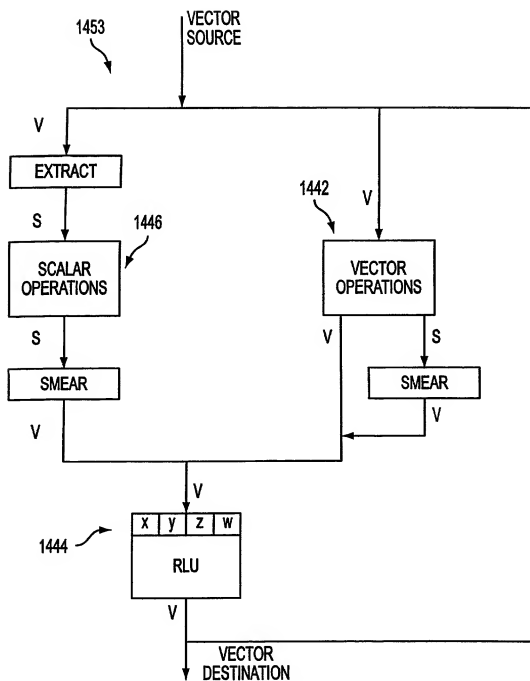 VECTOR
SOURCE
1453
V
EXTRACT
V
S
1442
1446
SCALAR
OPERATIONS
VECTOR
OPERATIONS
S
V
S
SMEAR
SMEAR
V
V
V
1444
x y z w
RLU
V
VECTOR
DESTINATION